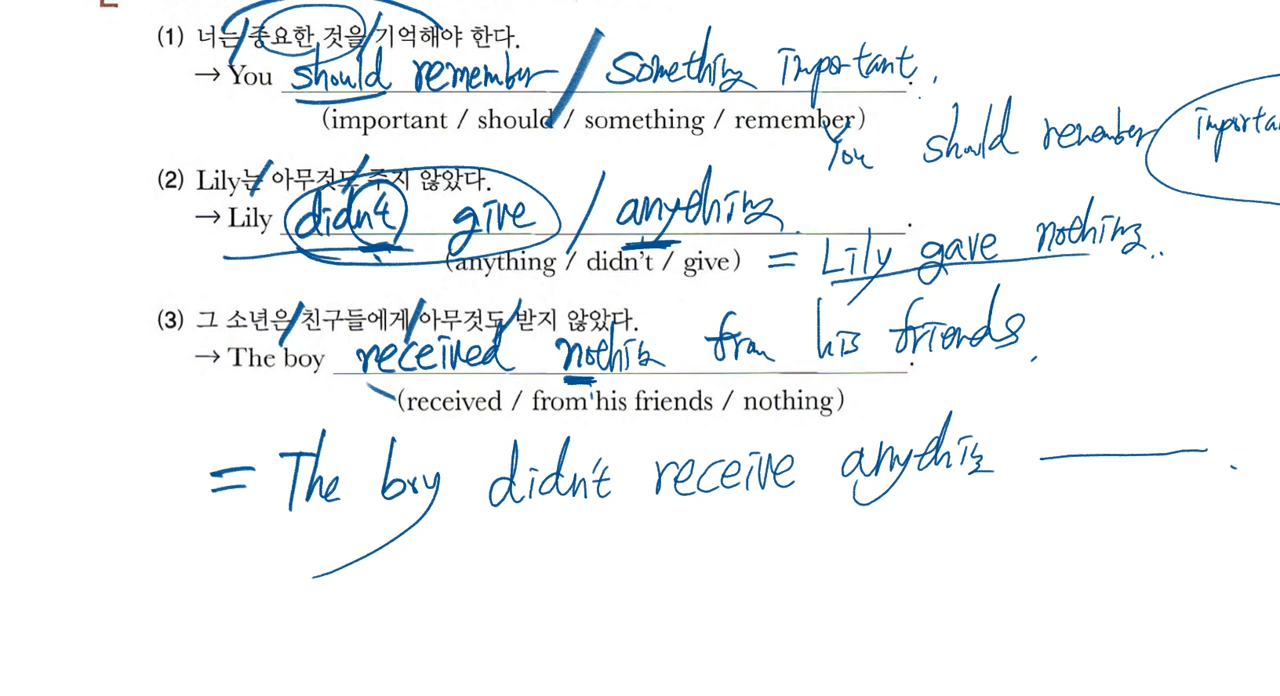 (1) 너는 중요한 것을 기억해야 한다.
→ You should remember / something important.
(important / should / something / remember)
You should remember importa
(2) Lily는 아무것도 주지 않았다.
→ Lily didn't give / anything.
(anything / didn't / give) = Lily gave nothing..
(3) 그 소년은 친구들에게 아무것도 받지 않았다.
→ The boy received nothing from his friends.
(received / from his friends / nothing)
= The boy didn't receive anything ―――.